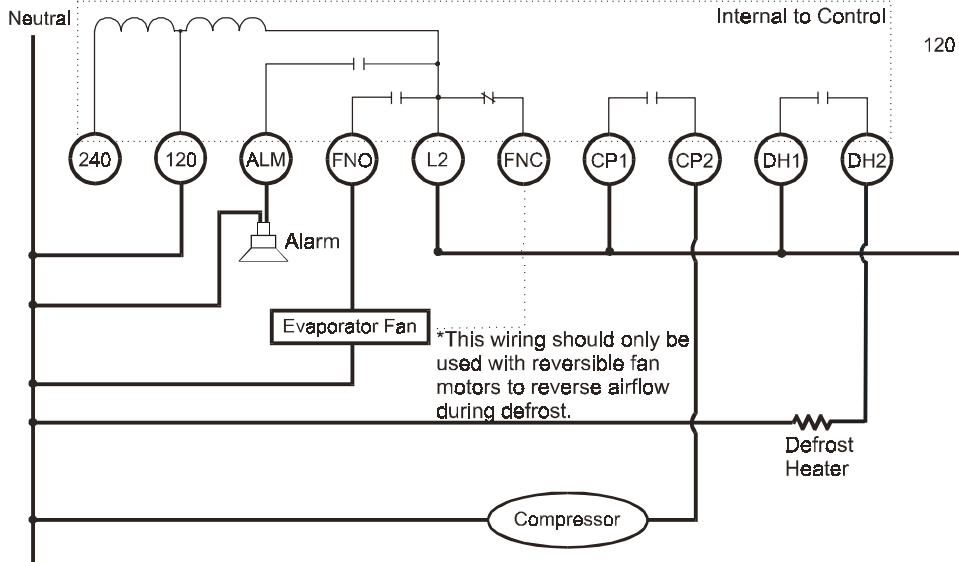 Neutral
Internal to Control
120
240
120
ALM
FNO
L2
FNC
CP1
CP2
DH1
DH2
Alarm
Evaporator Fan
*This wiring should only be
used with reversible fan
motors to reverse airflow
during defrost.
Defrost
Heater
Compressor